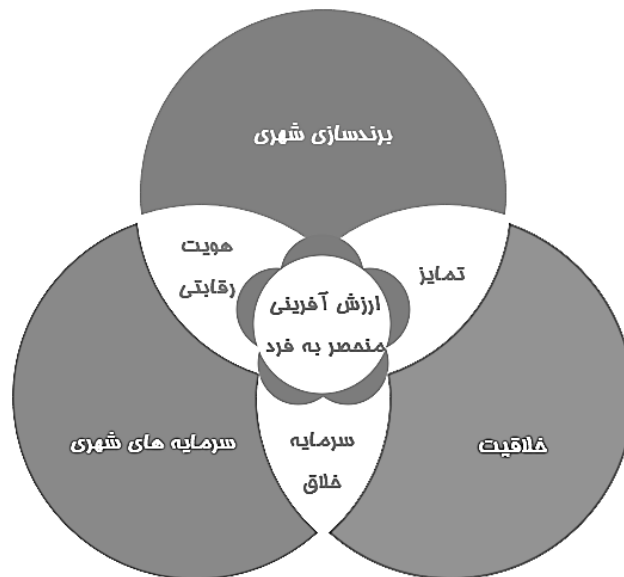 برندسازی شهری
هویت
رقابتی
تمایز
ارزش آفرینی
منحصر به فرد
سرمایه های شهری
خلاقیت
سرمایه
خلاق